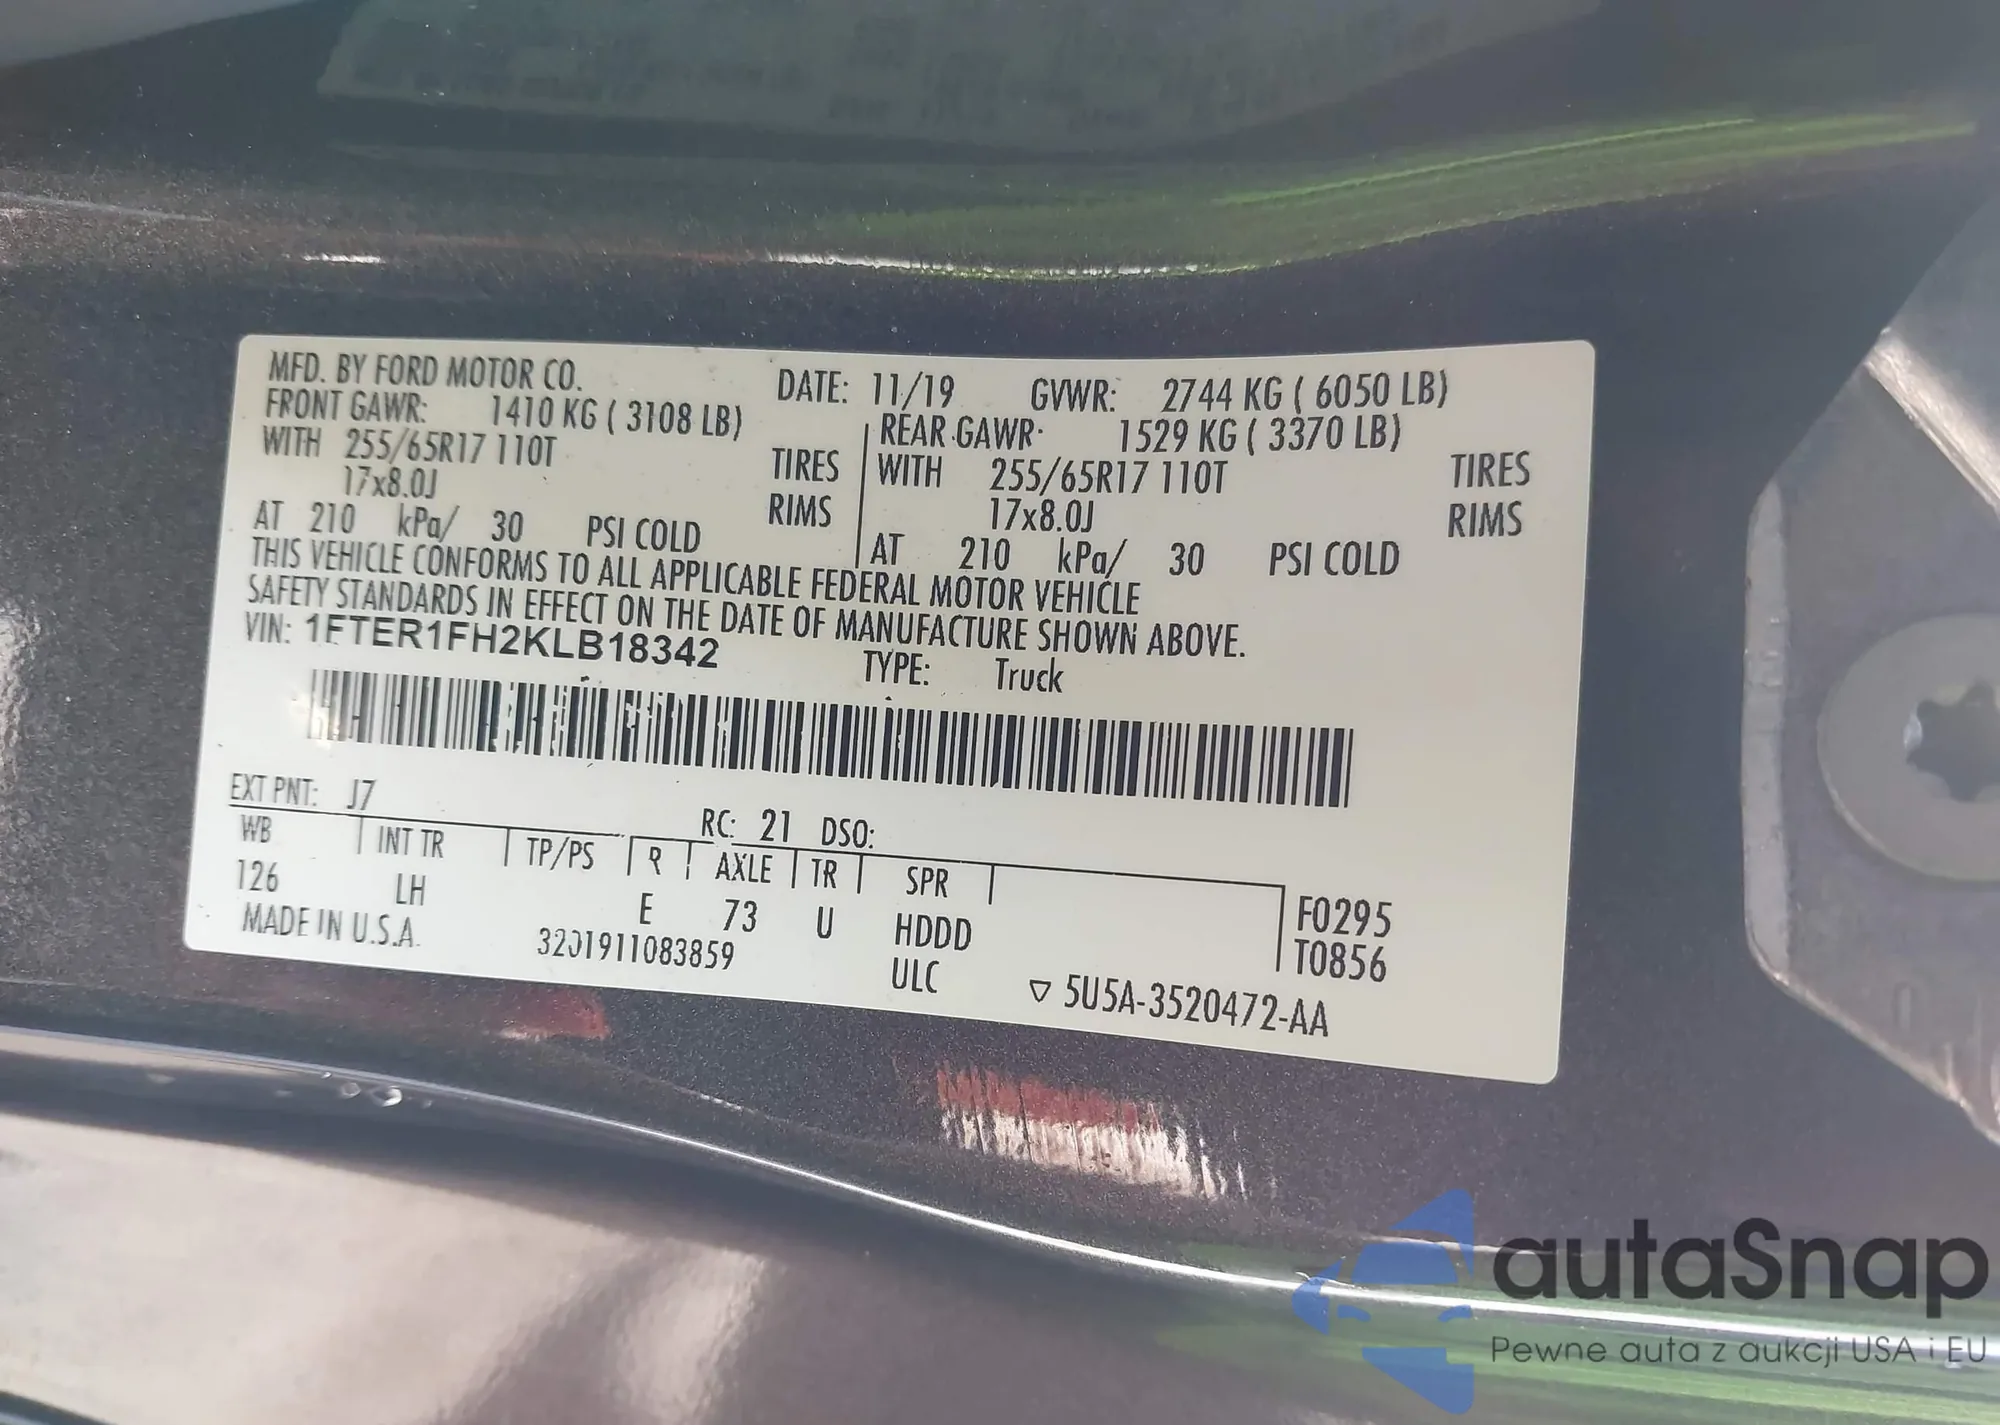 MFD. BY FORD MOTOR CO. DATE: 11/19 GVWR: 2744 KG ( 6050 LB)
FRONT GAWR: 1410 KG ( 3108 LB) REAR GAWR: 1529 KG ( 3370 LB)
WITH 255/65R17 110T TIRES WITH 255/65R17 110T TIRES
17x8.0J RIMS 17x8.0J RIMS
AT 210 kPa/ 30 PSI COLD AT 210 kPa/ 30 PSI COLD
THIS VEHICLE CONFORMS TO ALL APPLICABLE FEDERAL MOTOR VEHICLE
SAFETY STANDARDS IN EFFECT ON THE DATE OF MANUFACTURE SHOWN ABOVE.
VIN: 1FTER1FH2KLB18342 TYPE: Truck
EXT PNT: J7 RC: 21 DSO:
WB INT TR TP/PS R AXLE TR SPR
126 LH E 73 U HDDD F0295
MADE IN U.S.A. 3201911083859 ULC T0856
▽ 5U5A-3520472-AA
autaSnap
Pewne auta z aukcji USA i EU